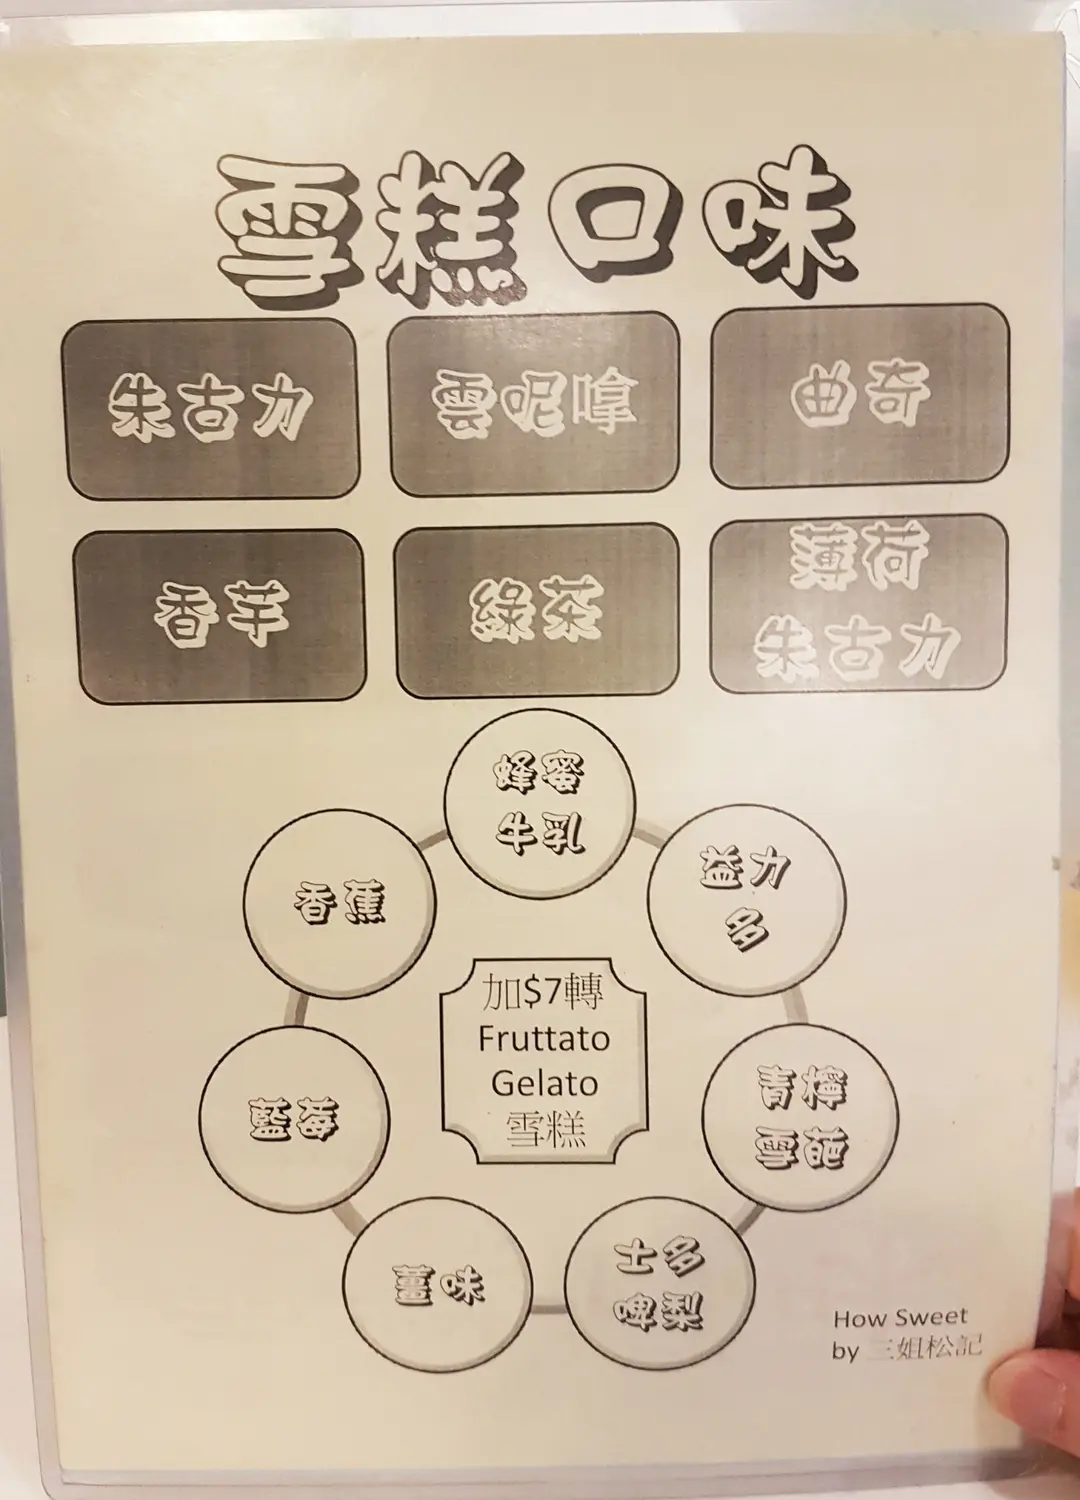 雪糕口味
朱古力
雲呢嗱
曲奇
香芋
綠茶
薄荷
朱古力
蜂蜜
牛油
益力
多
香蕉
加$7轉
Fruttato
Gelato
雪糕
青檸
雪葩
藍莓
薑味
士多
啤梨
How Sweet
by 三姐松記